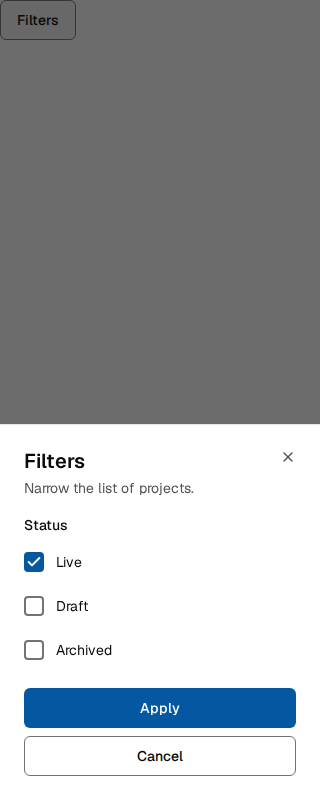 Filters
Filters
Narrow the list of projects.
Status
Live
Draft
Archived
Apply
Cancel